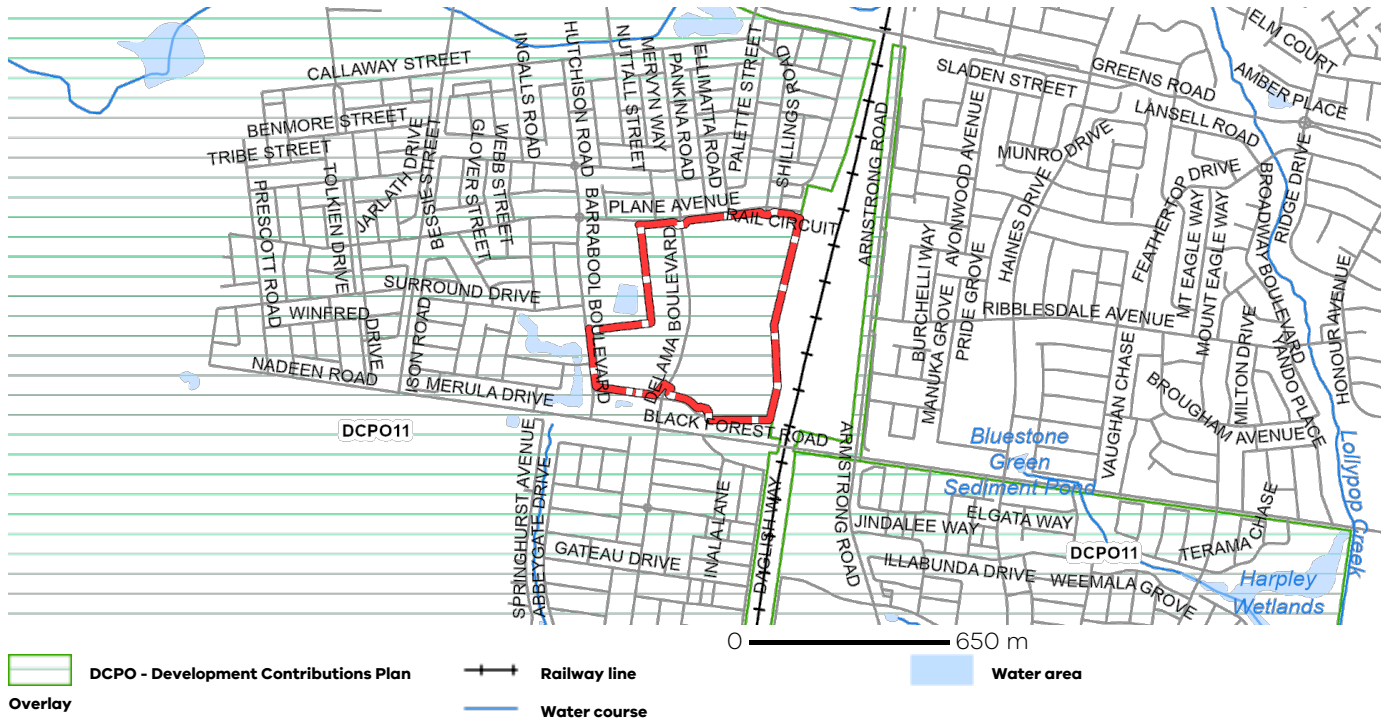 ELM COURT
CALLAWAY STREET
INGALLS ROAD
HUTCHISON ROAD
NUTTALL STREET
MERVYN WAY
PANKINA ROAD
ELLIMATTA ROAD
PALETTE STREET
SHILLINGS ROAD
SLADEN STREET
GREENS ROAD
AMBER PLACE
LANSELL ROAD
BENMORE STREET
TRIBE STREET
JARLATH DRIVE
BESSIE STREET
GLOVER STREET
WEBB STREET
ARNSTRONG ROAD
AVONWOOD AVENUE
MUNRO DRIVE
HAINES DRIVE
FEATHERTOP DRIVE
BROADWAY BOULEVARD
RIDGE DRIVE
PRESCOTT ROAD
TOLKIEN DRIVE
BARRABOOL BOULEVARD
PLANE AVENUE
RAIL CIRCUIT
BURCHELLI WAY
MANUKA GROVE
PRIDE GROVE
MT EAGLE WAY
MOUNT EAGLE WAY
SURROUND DRIVE
WINFRED DRIVE
DELAMA BOULEVARD
RIBBLESDALE AVENUE
HONOUR AVENUE
NADEEN ROAD
ISON ROAD
MERULA DRIVE
BLACK FOREST ROAD
VAUGHAN CHASE
MILTON DRIVE
YANDO PLACE
BROUGHAM AVENUE
DCPO11
SPRINGHURST AVENUE
ABBEYGATE DRIVE
ARMSTRONG ROAD
Bluestone
Green
Sediment Pond
Lollypop Creek
GATEAU DRIVE
INALA LANE
DAGLISH WAY
JINDALEE WAY
ELGATA WAY
TERAMA CHASE
DCPO11
ILLABUNDA DRIVE
WEEMALA GROVE
Harpley
Wetlands
0 650 m
DCPO - Development Contributions Plan
Overlay
Railway line
Water course
Water area